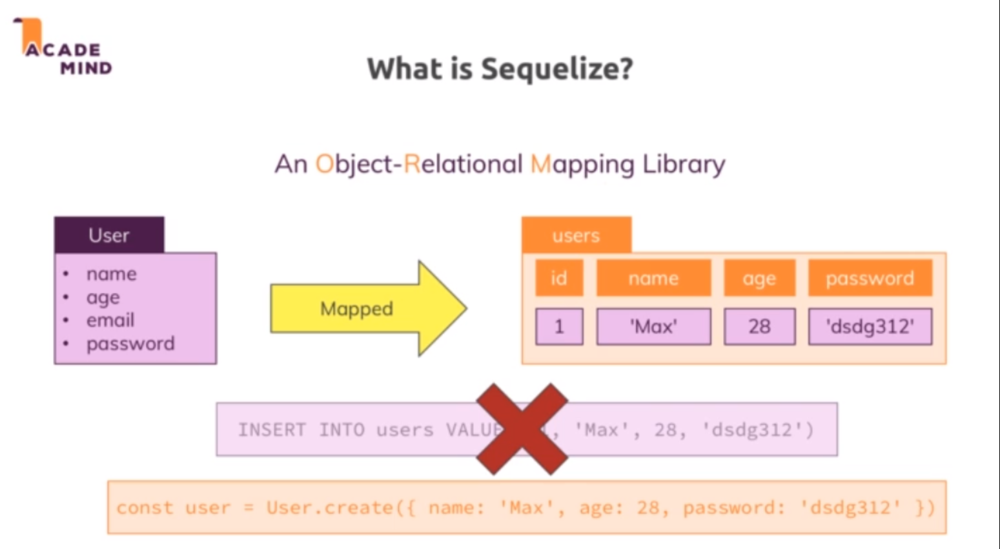 ACADE
MIND
What is Sequelize?
An Object-Relational Mapping Library
User
• name
• age
• email
• password
Mapped
users
id name age password
1 'Max' 28 'dsdg312'
INSERT INTO users , 'Max', 28, 'dsdg312')
const user = User.create({ name: 'Max', age: 28, password: 'dsdg312' })